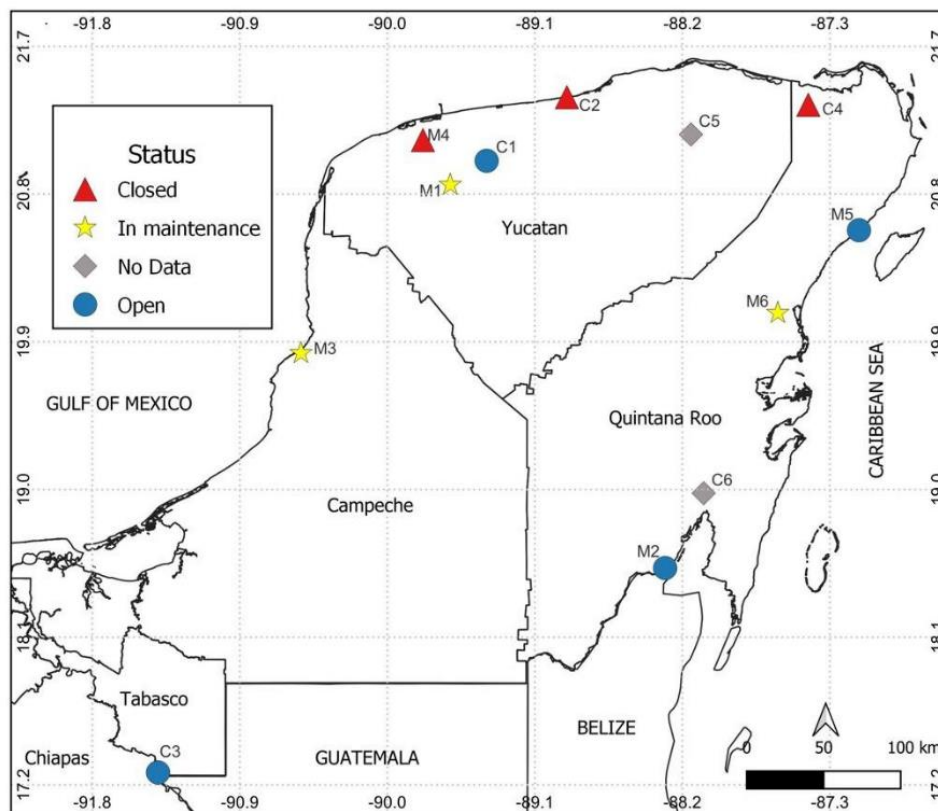 -91.8 -90.9 -90.0 -89.1 -88.2 -87.3
21.7 21.7
C2
C4
C5
M4
C1
Status
Closed
In maintenance
No Data
Open
20.8 20.8
M1
Yucatan
M5
M6
19.9 19.9
M3
GULF OF MEXICO
CARIBBEAN SEA
Quintana Roo
19.0 19.0
C6
Campeche
M2
18.1 18.1
Tabasco
BELIZE
C3
Chiapas
GUATEMALA
0 50 100 km
17.2 17.2
-91.8 -90.9 -90.0 -89.1 -88.2 -87.3